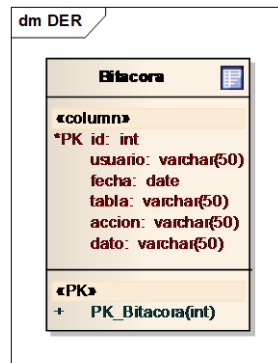 dm DER
Bitacora
«column»
*PK id: int
usuario: varchar(50)
fecha: date
tabla: varchar(50)
accion: varchar(50)
dato: varchar(50)
«PK»
+ PK_Bitacora(int)